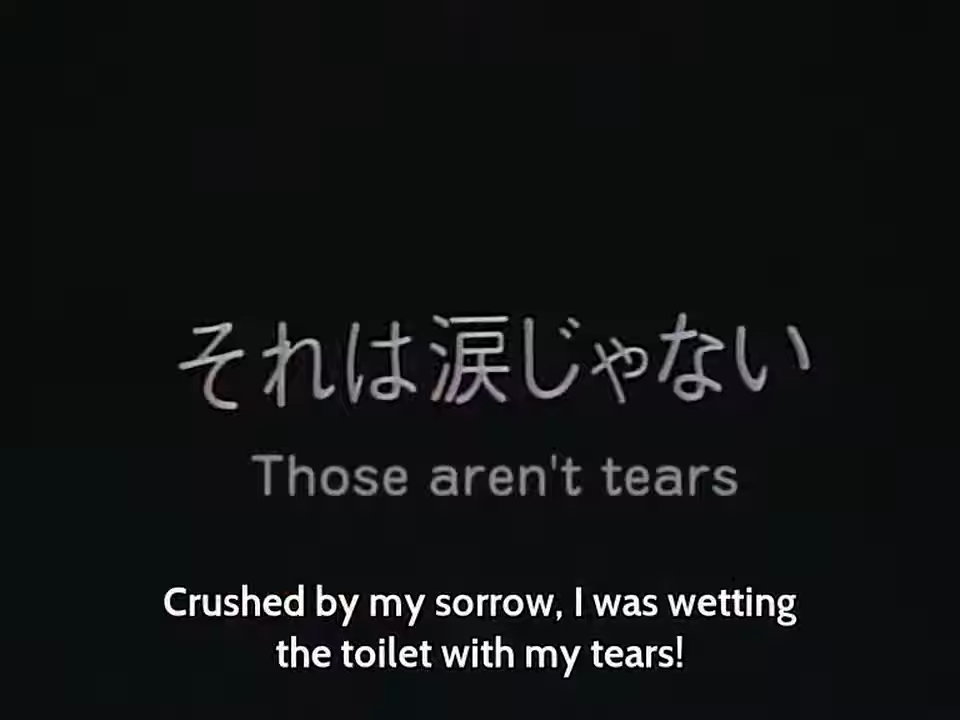 それは涙じゃない
Those aren't tears
Crushed by my sorrow, I was wetting
the toilet with my tears!